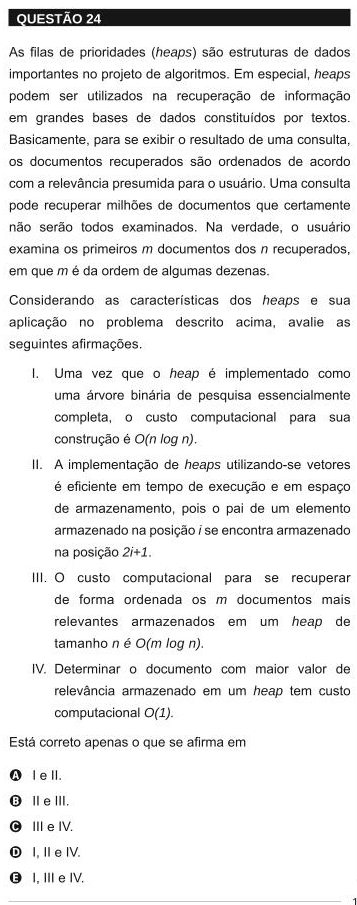 QUESTÃO 24
As filas de prioridades (heaps) são estruturas de dados
importantes no projeto de algoritmos. Em especial, heaps
podem ser utilizados na recuperação de informação
em grandes bases de dados constituídos por textos.
Basicamente, para se exibir o resultado de uma consulta,
os documentos recuperados são ordenados de acordo
com a relevância presumida para o usuário. Uma consulta
pode recuperar milhões de documentos que certamente
não serão todos examinados. Na verdade, o usuário
examina os primeiros m documentos dos n recuperados,
em que m é da ordem de algumas dezenas.
Considerando as características dos heaps e sua
aplicação no problema descrito acima, avalie as
seguintes afirmações.
I. Uma vez que o heap é implementado como
uma árvore binária de pesquisa essencialmente
completa, o custo computacional para sua
construção é O(n log n).
II. A implementação de heaps utilizando-se vetores
é eficiente em tempo de execução e em espaço
de armazenamento, pois o pai de um elemento
armazenado na posição i se encontra armazenado
na posição 2i+1.
III. O custo computacional para se recuperar
de forma ordenada os m documentos mais
relevantes armazenados em um heap de
tamanho n é O(m log n).
IV. Determinar o documento com maior valor de
relevância armazenado em um heap tem custo
computacional O(1).
Está correto apenas o que se afirma em
A I e II.
B II e III.
C III e IV.
D I, II e IV.
E I, III e IV.
1